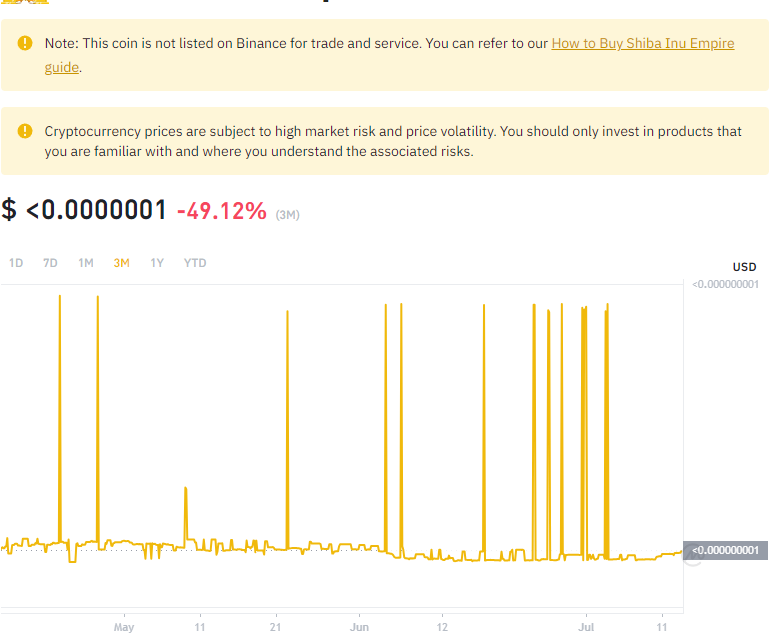 Note: This coin is not listed on Binance for trade and service. You can refer to our How to Buy Shiba Inu Empire
guide.
Cryptocurrency prices are subject to high market risk and price volatility. You should only invest in products that
you are familiar with and where you understand the associated risks.
$ <0.0000001 -49.12% (3M)
1D 7D 1M 3M 1Y YTD
USD
<0.000000001
<0.000000001
May 11 21 Jun 12 Jul 11